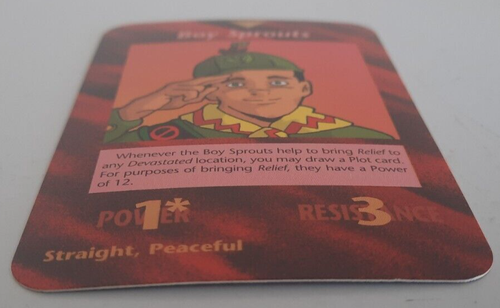 Boy Sprouts
Whenever the Boy Sprouts help to bring Relief to
any Devastated location, you may draw a Plot card.
For purposes of bringing Relief, they have a Power
of 12.
POWER 1* RESISTANCE 3
Straight, Peaceful